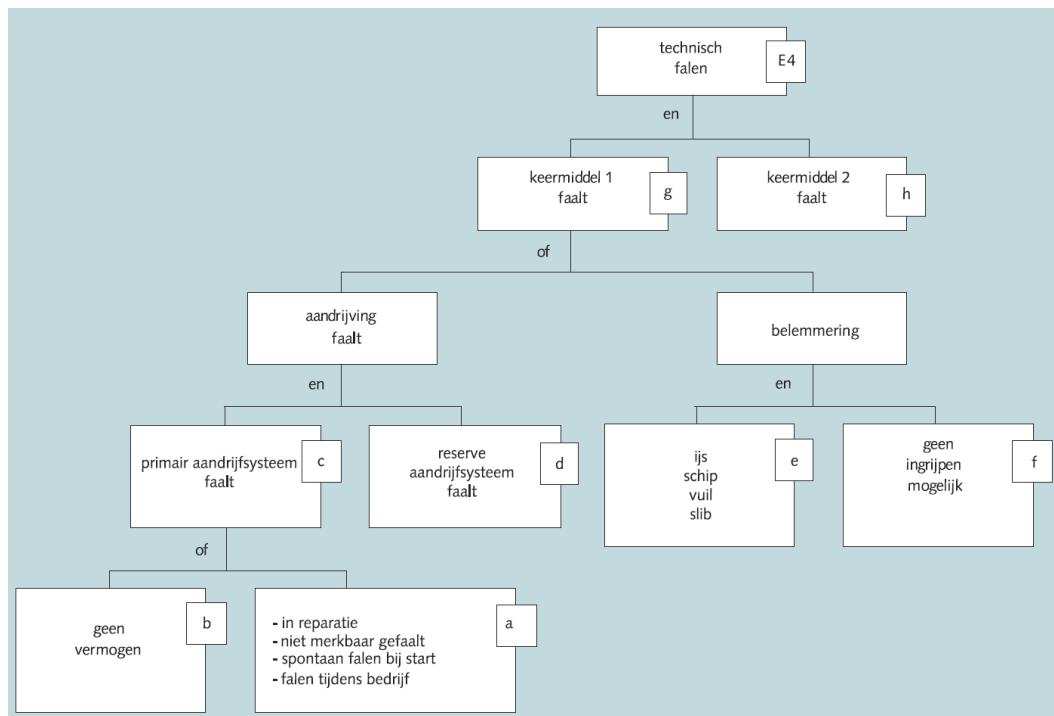 technisch
falen
E4
en
keermiddel 1
faalt
g
keermiddel 2
faalt
h
of
aandrijving
faalt
belemmering
en
en
primair aandrijfsysteem
faalt
c
reserve
aandrijfsysteem
faalt
d
ijs
schip
vuil
slib
e
geen
ingrijpen
mogelijk
f
of
geen
vermogen
b
- in reparatie
- niet merkbaar gefaalt
- spontaan falen bij start
- falen tijdens bedrijf
a